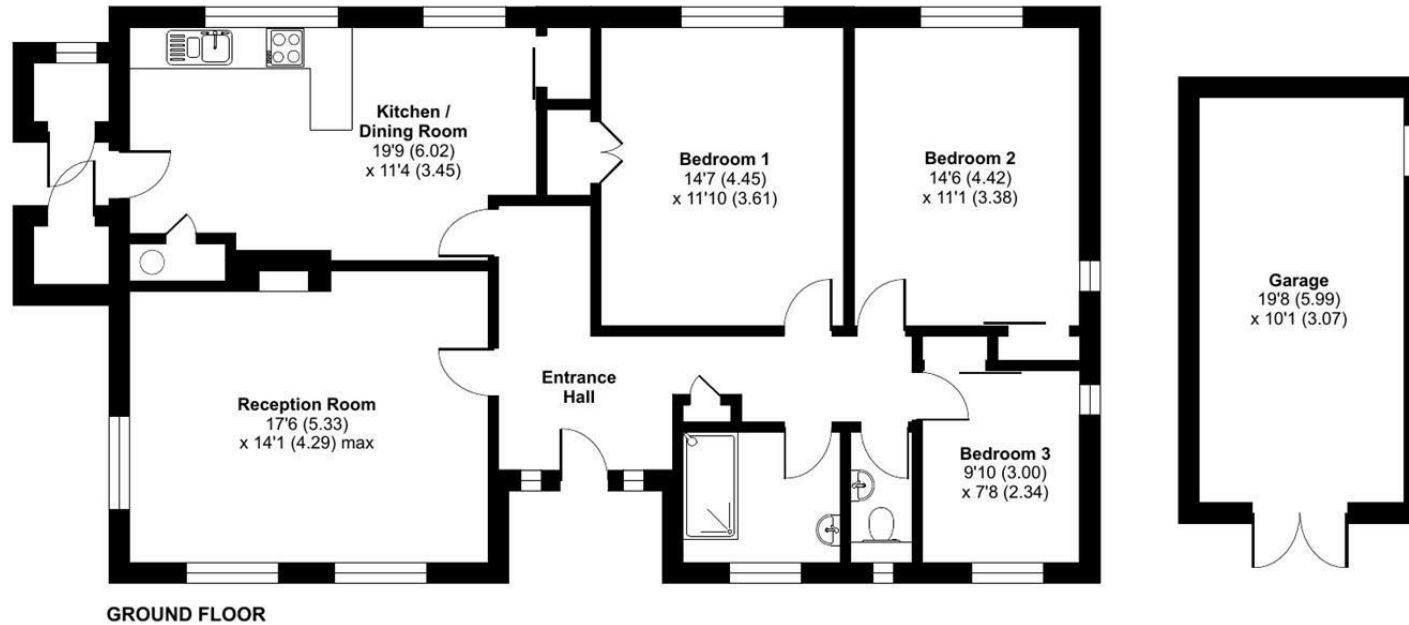 Kitchen /
Dining Room
19'9 (6.02)
x 11'4 (3.45)
Bedroom 1
14'7 (4.45)
x 11'10 (3.61)
Bedroom 2
14'6 (4.42)
x 11'1 (3.38)
Garage
19'8 (5.99)
x 10'1 (3.07)
Reception Room
17'6 (5.33)
x 14'1 (4.29) max
Entrance
Hall
Bedroom 3
9'10 (3.00)
x 7'8 (2.34)
GROUND FLOOR